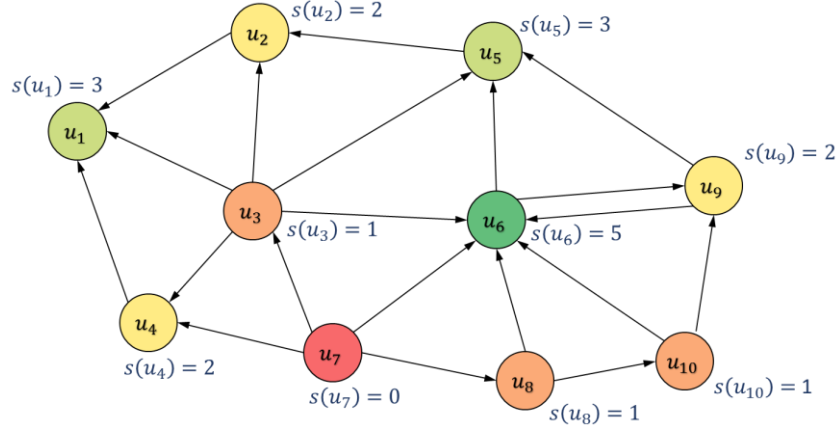 s(u₂) = 2
u₂
s(u₅) = 3
u₅
s(u₁) = 3
u₁
s(u₉) = 2
u₉
u₃
s(u₃) = 1
u₆
s(u₆) = 5
u₄
s(u₄) = 2
u₇
s(u₇) = 0
u₈
s(u₈) = 1
u₁₀
s(u₁₀) = 1